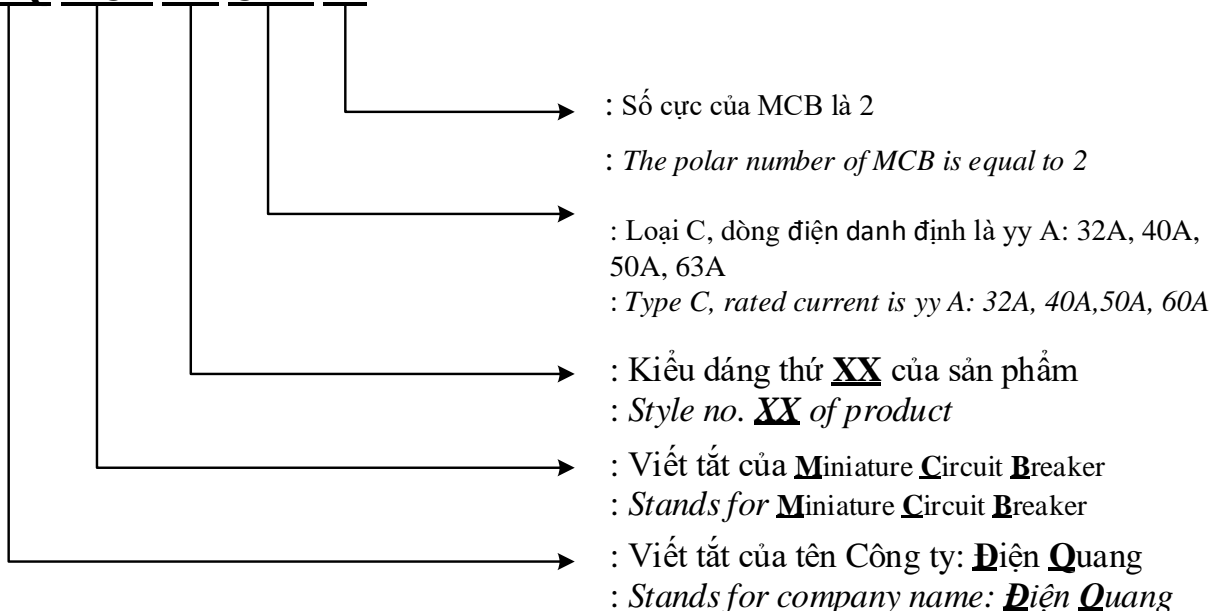 : Số cực của MCB là 2
: The polar number of MCB is equal to 2
: Loại C, dòng điện danh định là yy A: 32A, 40A,
50A, 63A
: Type C, rated current is yy A: 32A, 40A,50A, 60A
: Kiểu dáng thứ XX của sản phẩm
: Style no. XX of product
: Viết tắt của Miniature Circuit Breaker
: Stands for Miniature Circuit Breaker
: Viết tắt của tên Công ty: Điện Quang
: Stands for company name: Điện Quang